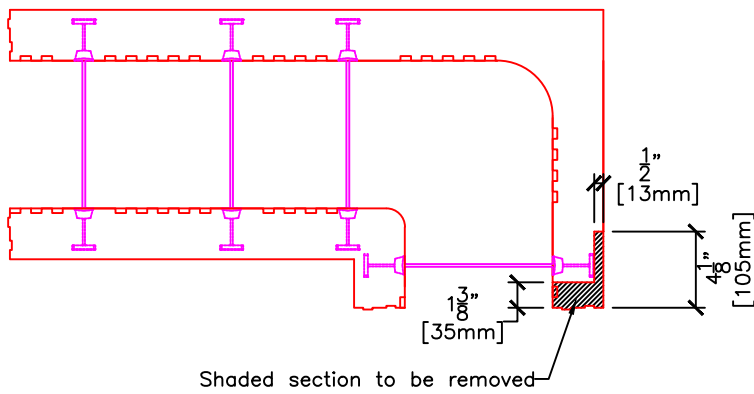 1/2"
[13mm]
4 1/8"
[105mm]
1 3/8"
[35mm]
Shaded section to be removed